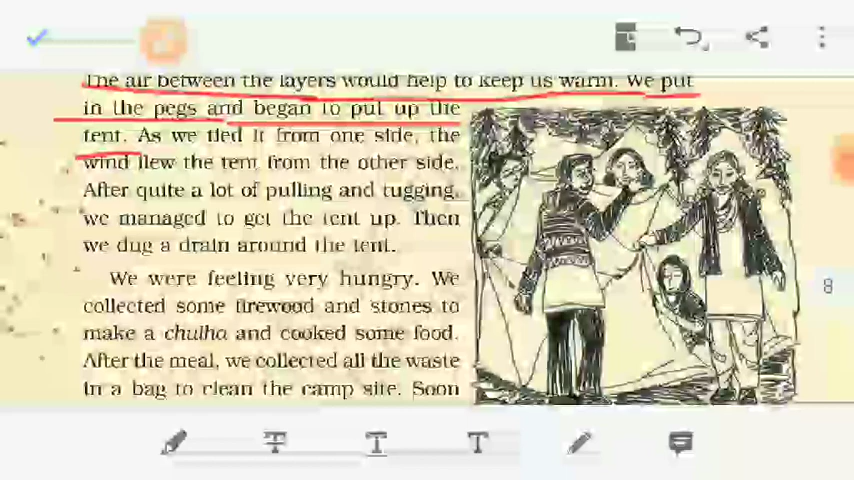 The air between the layers would help to keep us warm. We put
in the pegs and began to put up the
tent. As we tied it from one side, the
wind flew the tent from the other side.
After quite a lot of pulling and tugging,
we managed to get the tent up. Then
we dug a drain around the tent.
We were feeling very hungry. We
collected some firewood and stones to
make a chulha and cooked some food.
After the meal, we collected all the waste
in a bag to clean the camp site. Soon
8
T
T
T